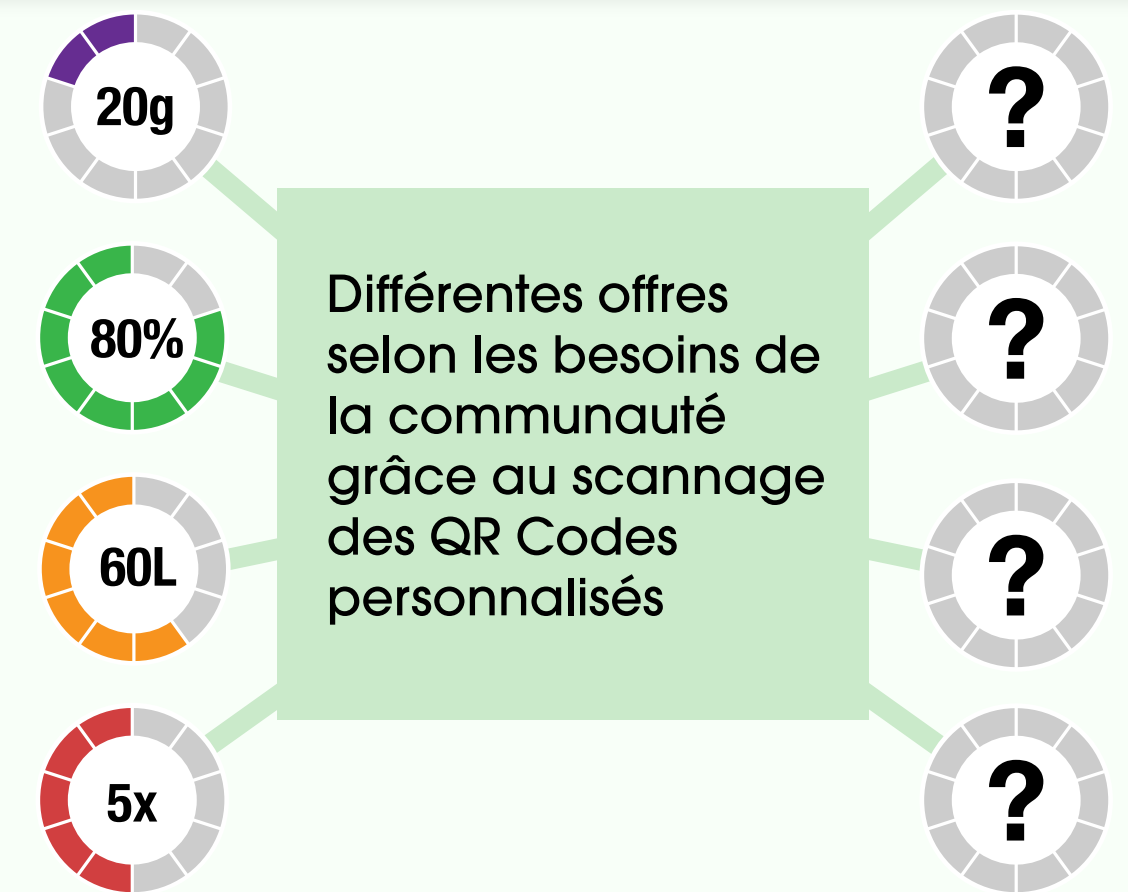 20g
?
80%
?
60L
?
5x
?
Différentes offres
selon les besoins de
la communauté
grâce au scannage
des QR Codes
personnalisés